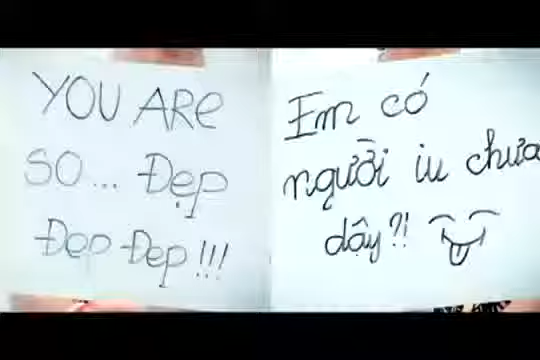 YOU ARe
SO... Đẹp
Đẹp Đẹp !!!
Em có
người iu chưa
dậy?!